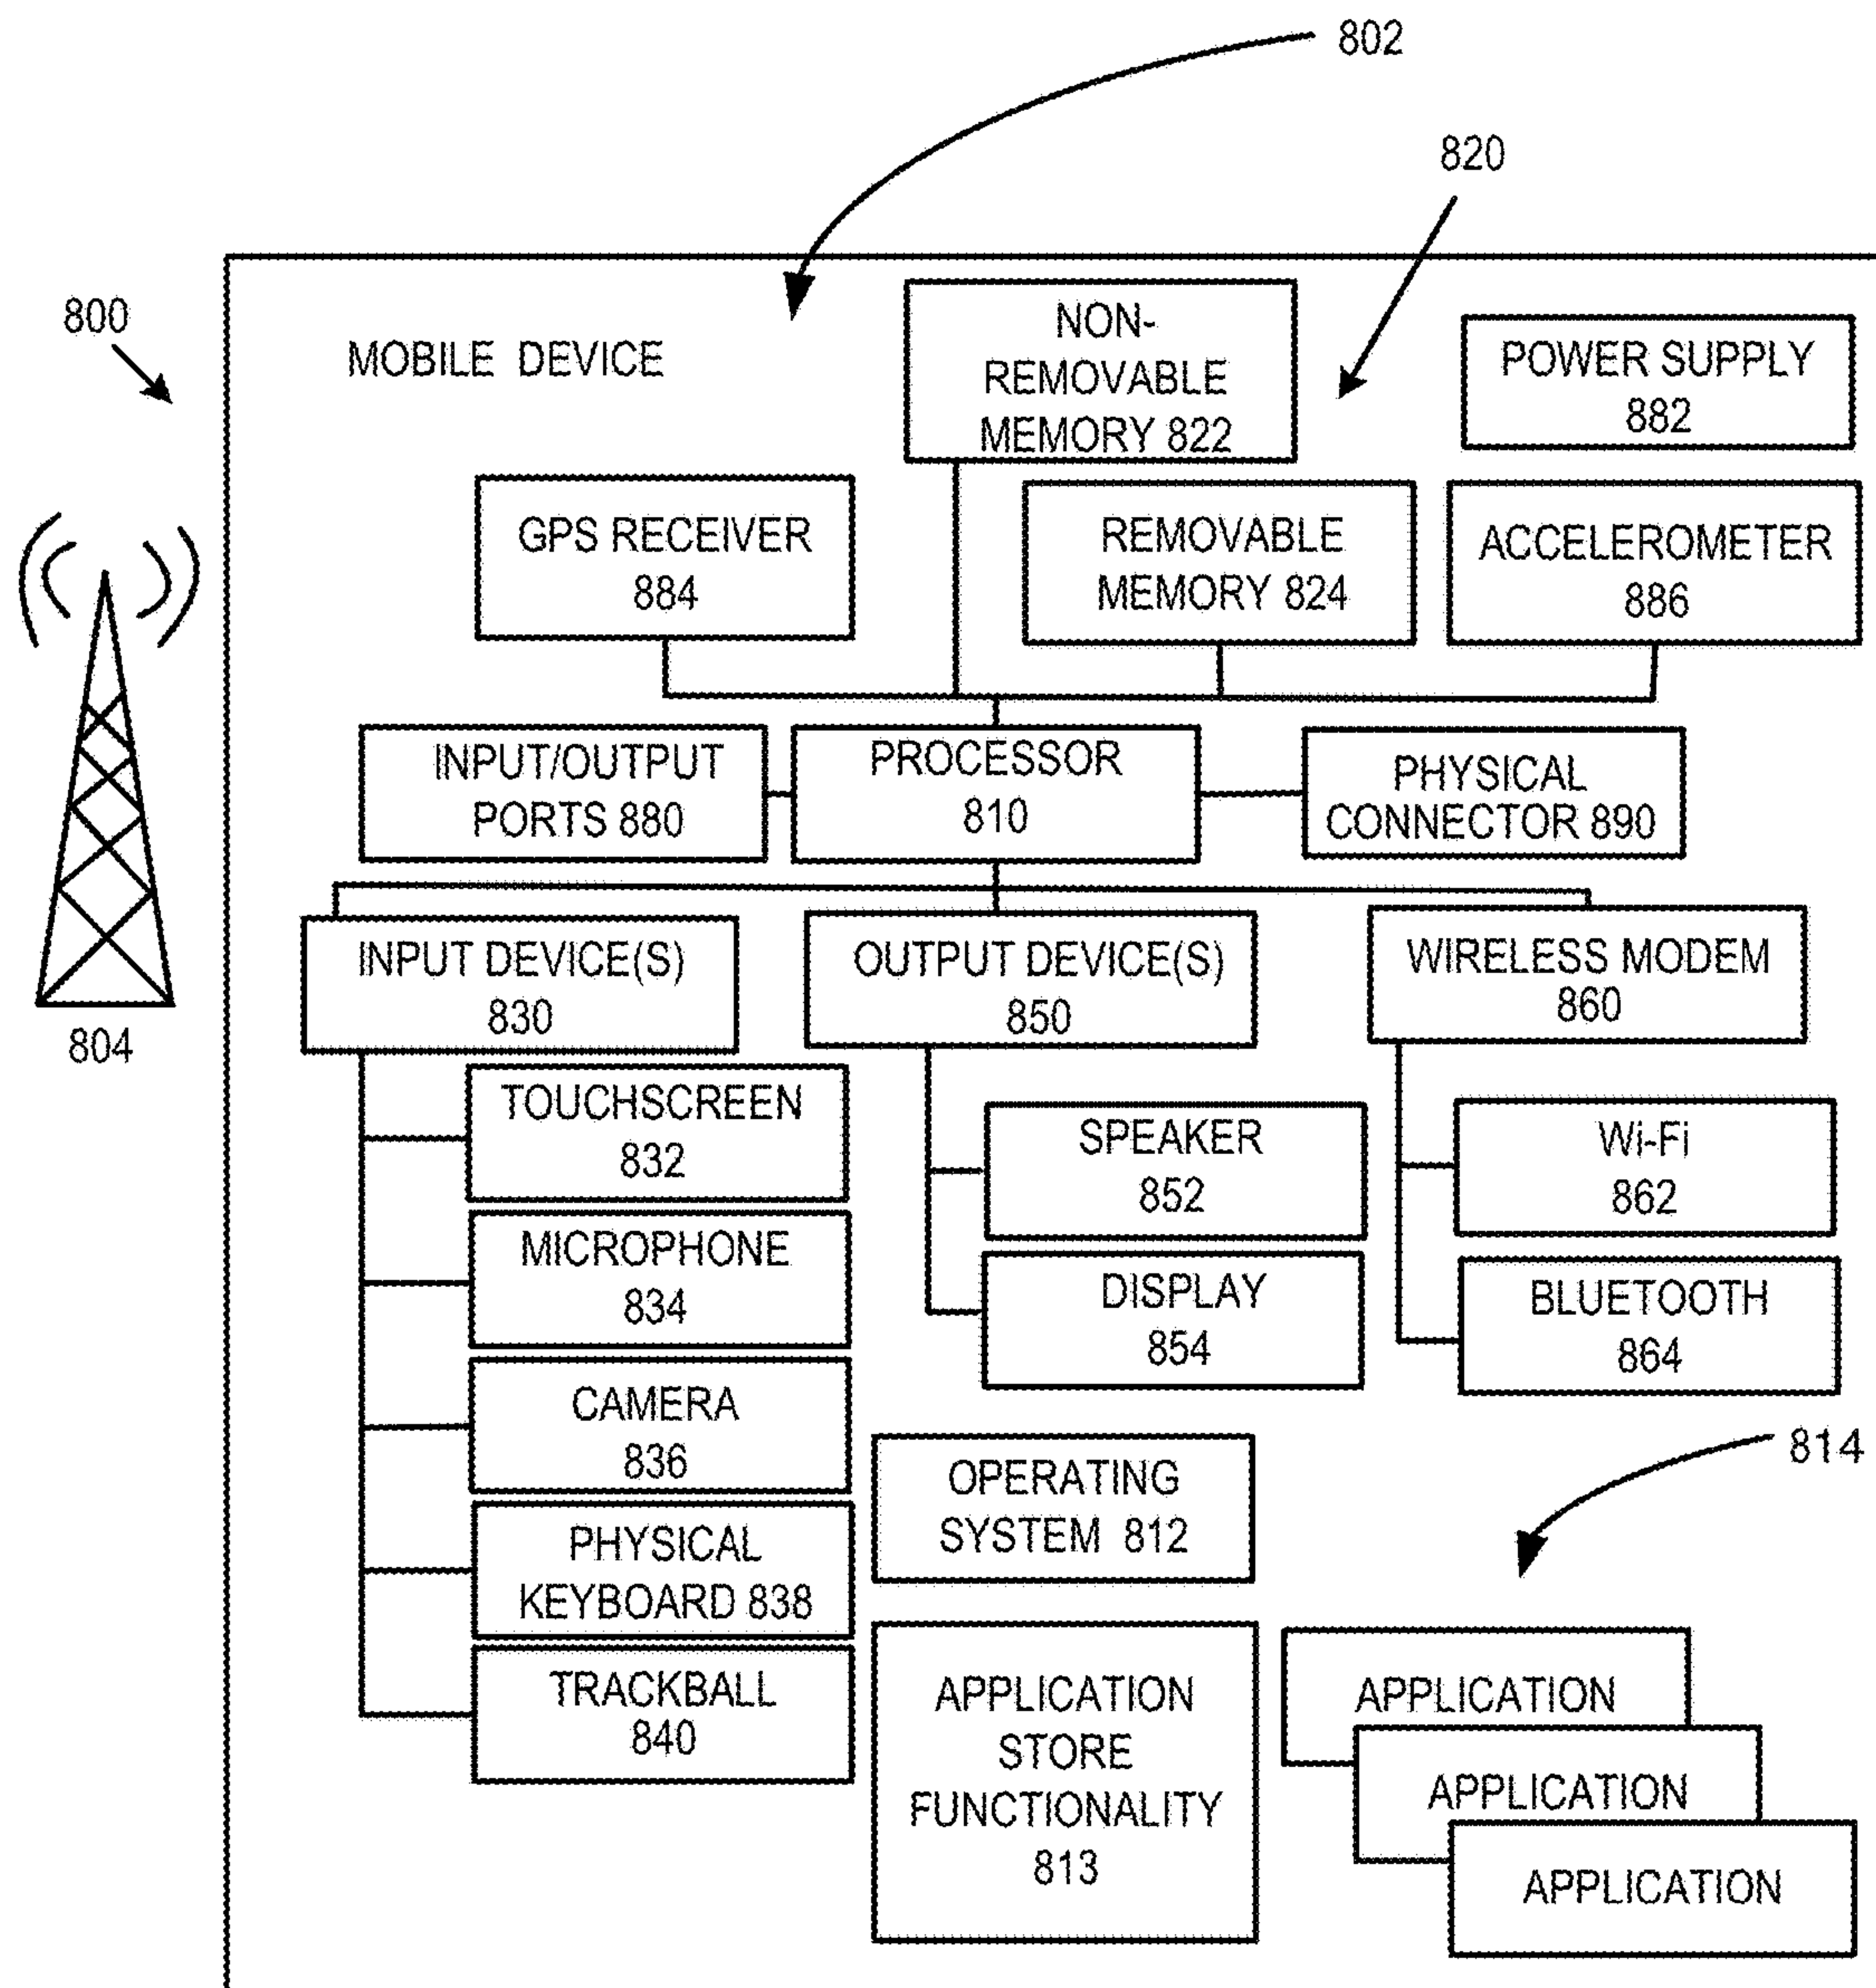 802
820
800
MOBILE DEVICE
NON-
REMOVABLE
MEMORY 822
POWER SUPPLY
882
GPS RECEIVER
884
REMOVABLE
MEMORY 824
ACCELEROMETER
886
INPUT/OUTPUT
PORTS 880
PROCESSOR
810
PHYSICAL
CONNECTOR 890
INPUT DEVICE(S)
830
OUTPUT DEVICE(S)
850
WIRELESS MODEM
860
804
TOUCHSCREEN
832
MICROPHONE
834
CAMERA
836
PHYSICAL
KEYBOARD 838
TRACKBALL
840
SPEAKER
852
DISPLAY
854
Wi-Fi
862
BLUETOOTH
864
814
OPERATING
SYSTEM 812
APPLICATION
STORE
FUNCTIONALITY
813
APPLICATION
APPLICATION
APPLICATION